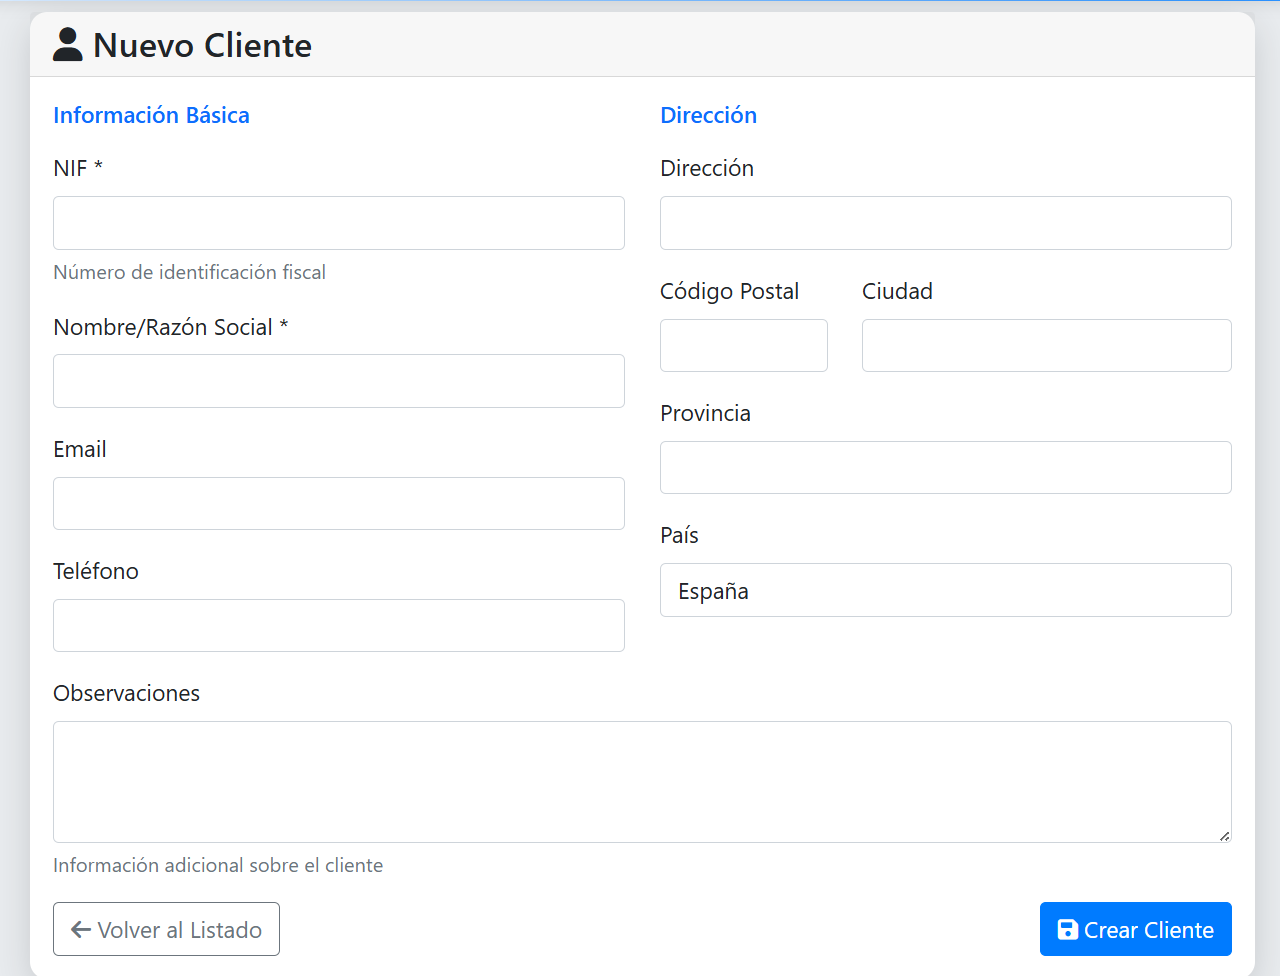 Nuevo Cliente
Información Básica
NIF *
Número de identificación fiscal
Nombre/Razón Social *
Email
Teléfono
Dirección
Dirección
Código Postal
Ciudad
Provincia
País
España
Observaciones
Información adicional sobre el cliente
Volver al Listado
Crear Cliente